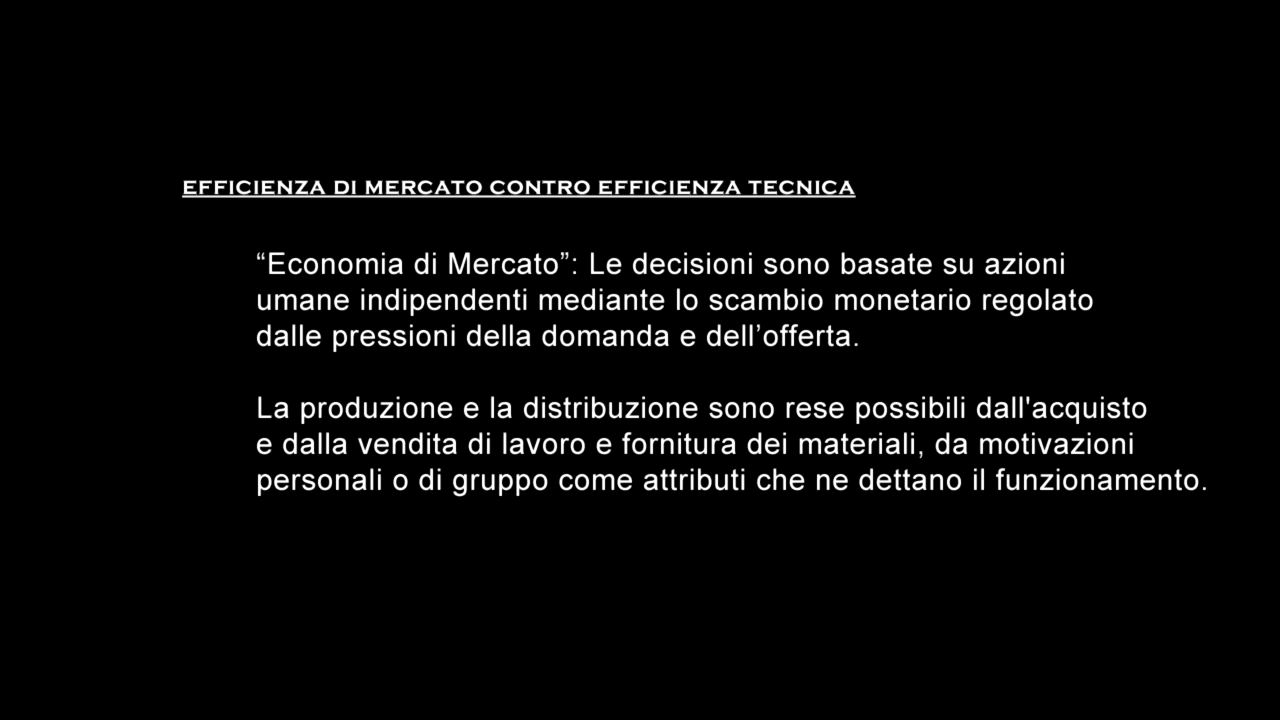 EFFICIENZA DI MERCATO CONTRO EFFICIENZA TECNICA
“Economia di Mercato”: Le decisioni sono basate su azioni
umane indipendenti mediante lo scambio monetario regolato
dalle pressioni della domanda e dell’offerta.
La produzione e la distribuzione sono rese possibili dall'acquisto
e dalla vendita di lavoro e fornitura dei materiali, da motivazioni
personali o di gruppo come attributi che ne dettano il funzionamento.